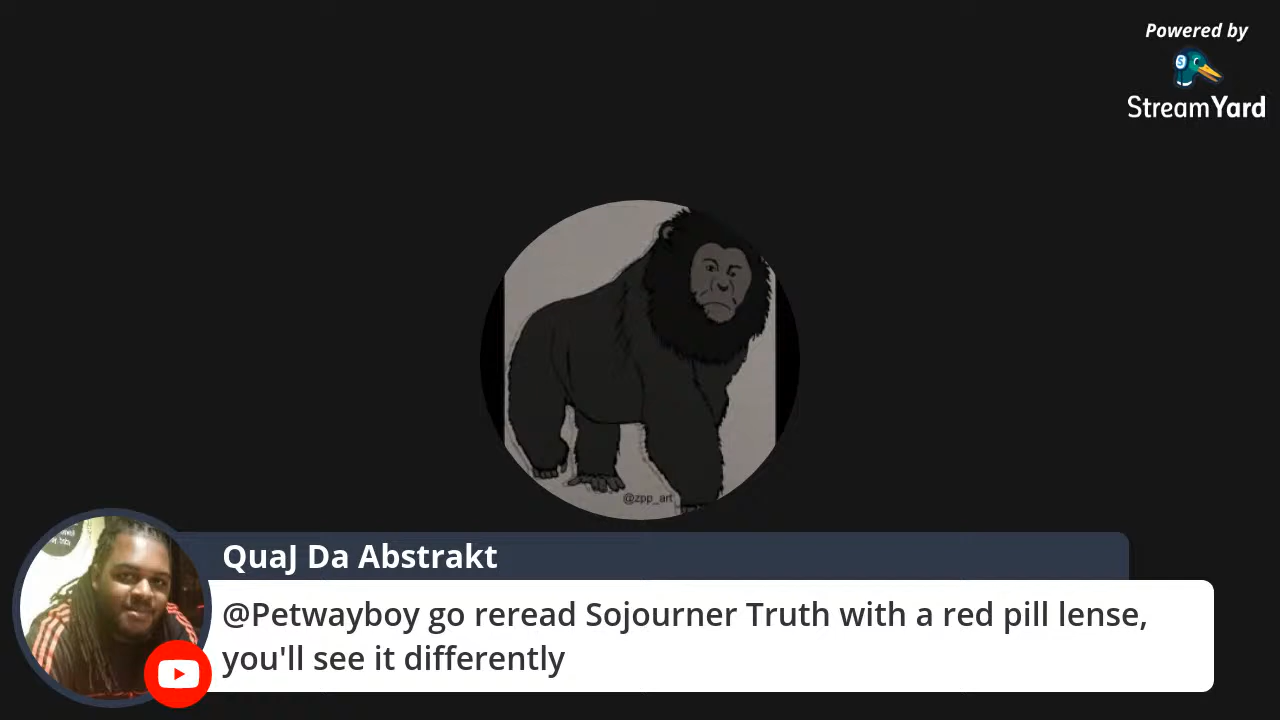 Powered by
StreamYard
@zpp_art
QuaJ Da Abstrakt
@Petwayboy go reread Sojourner Truth with a red pill lense,
you'll see it differently